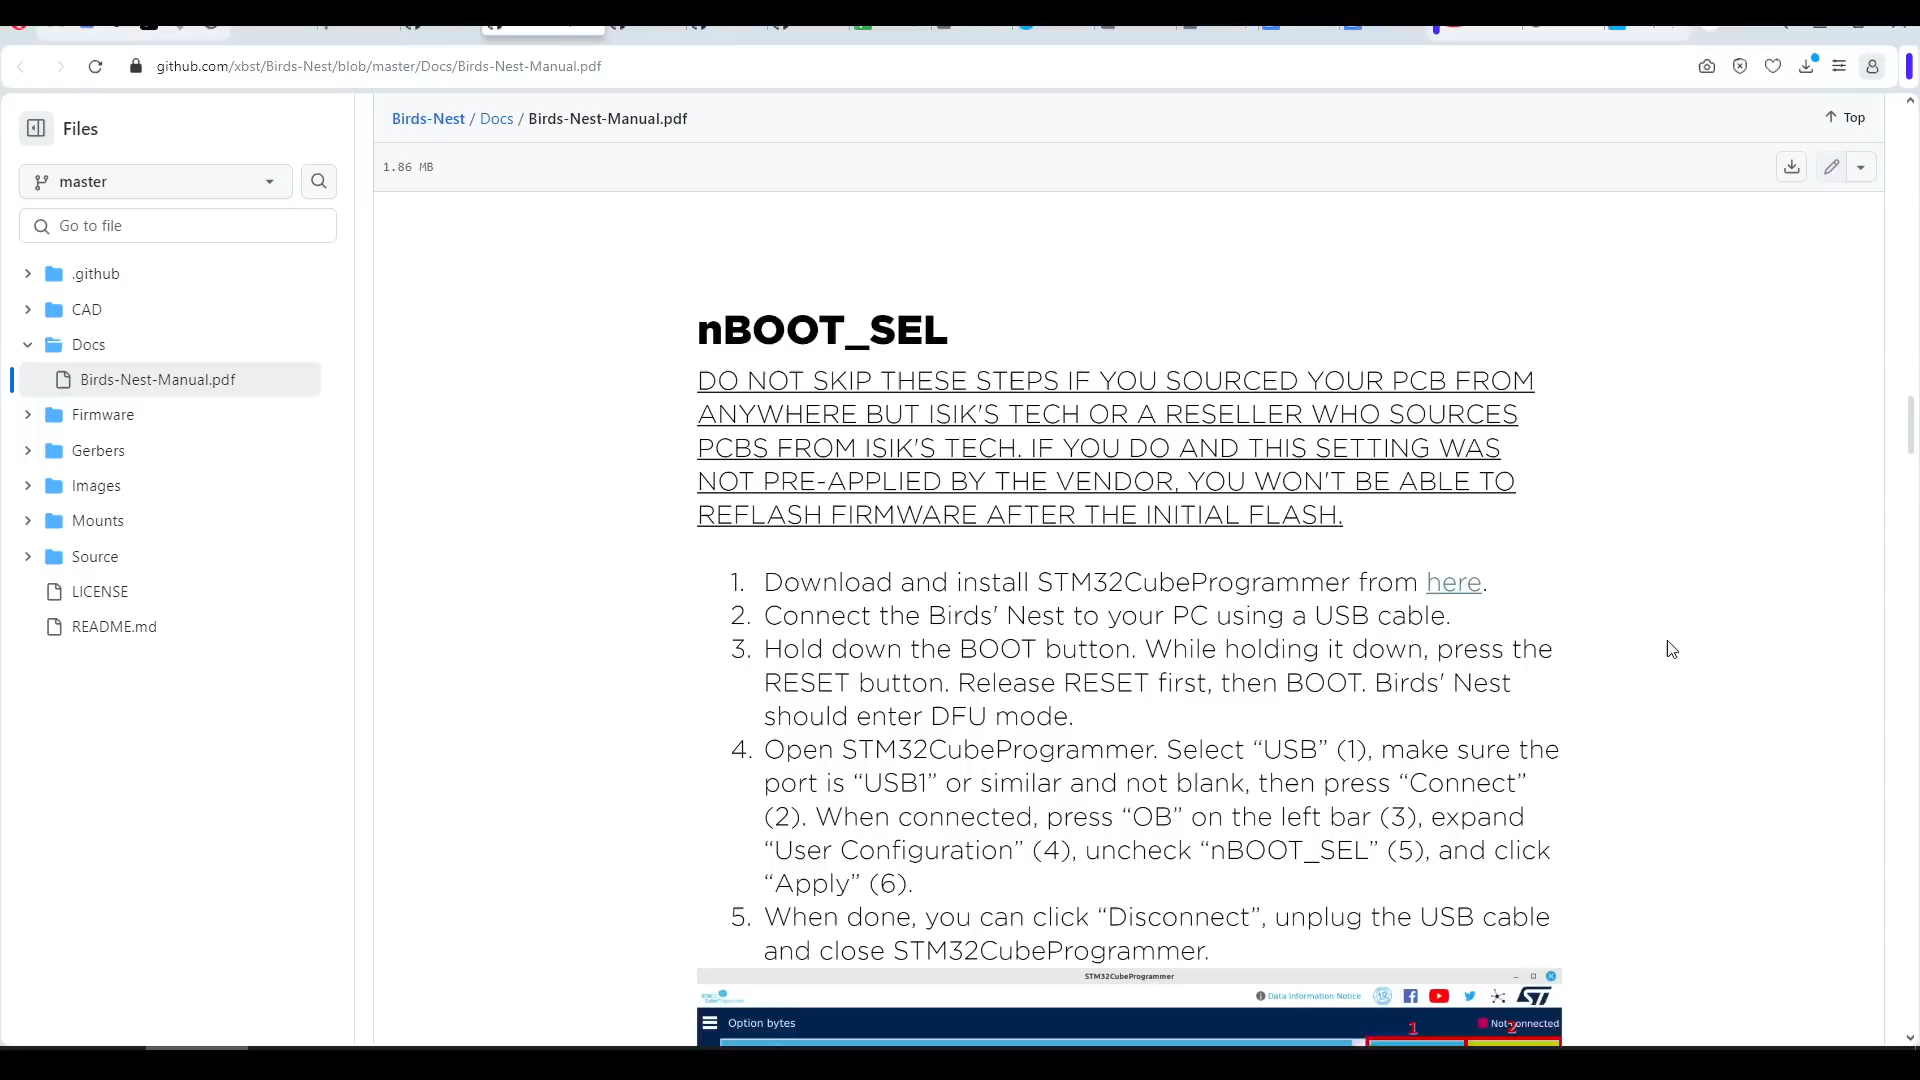 github.com/xbst/Birds-Nest/blob/master/Docs/Birds-Nest-Manual.pdf
Files
Birds-Nest / Docs / Birds-Nest-Manual.pdf
Top
master
1.86 MB
Go to file
.github
CAD
Docs
Birds-Nest-Manual.pdf
Firmware
Gerbers
Images
Mounts
Source
LICENSE
README.md
nBOOT_SEL
DO NOT SKIP THESE STEPS IF YOU SOURCED YOUR PCB FROM
ANYWHERE BUT ISIK'S TECH OR A RESELLER WHO SOURCES
PCBS FROM ISIK'S TECH. IF YOU DO AND THIS SETTING WAS
NOT PRE-APPLIED BY THE VENDOR, YOU WON'T BE ABLE TO
REFLASH FIRMWARE AFTER THE INITIAL FLASH.
1. Download and install STM32CubeProgrammer from here.
2. Connect the Birds' Nest to your PC using a USB cable.
3. Hold down the BOOT button. While holding it down, press the
RESET button. Release RESET first, then BOOT. Birds' Nest
should enter DFU mode.
4. Open STM32CubeProgrammer. Select “USB” (1), make sure the
port is “USB1” or similar and not blank, then press “Connect”
(2). When connected, press “OB” on the left bar (3), expand
“User Configuration” (4), uncheck “nBOOT_SEL” (5), and click
“Apply” (6).
5. When done, you can click “Disconnect”, unplug the USB cable
and close STM32CubeProgrammer.
STM32CubeProgrammer
Data Information Notice
Option bytes
1
2
Not connected